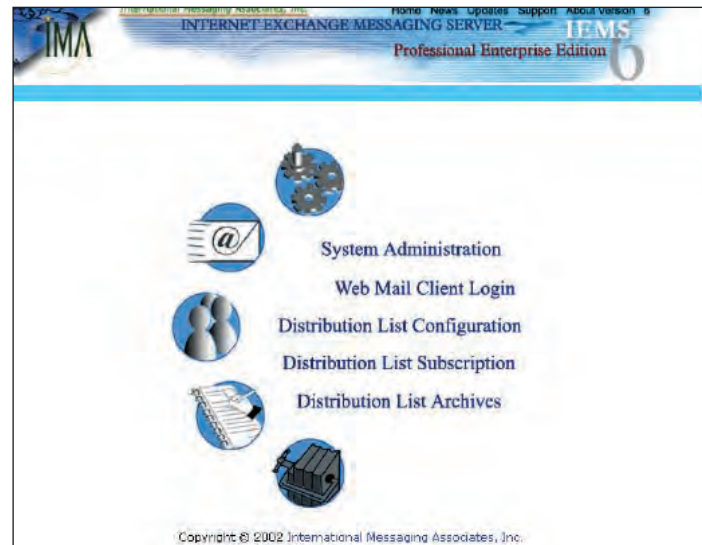 International Messaging Associates, Inc.
Home News Updates Support About Version 6
IMA
INTERNET EXCHANGE MESSAGING SERVER
IEMS
Professional Enterprise Edition
6
@
System Administration
Web Mail Client Login
Distribution List Configuration
Distribution List Subscription
Distribution List Archives
Copyright © 2002 International Messaging Associates, Inc.